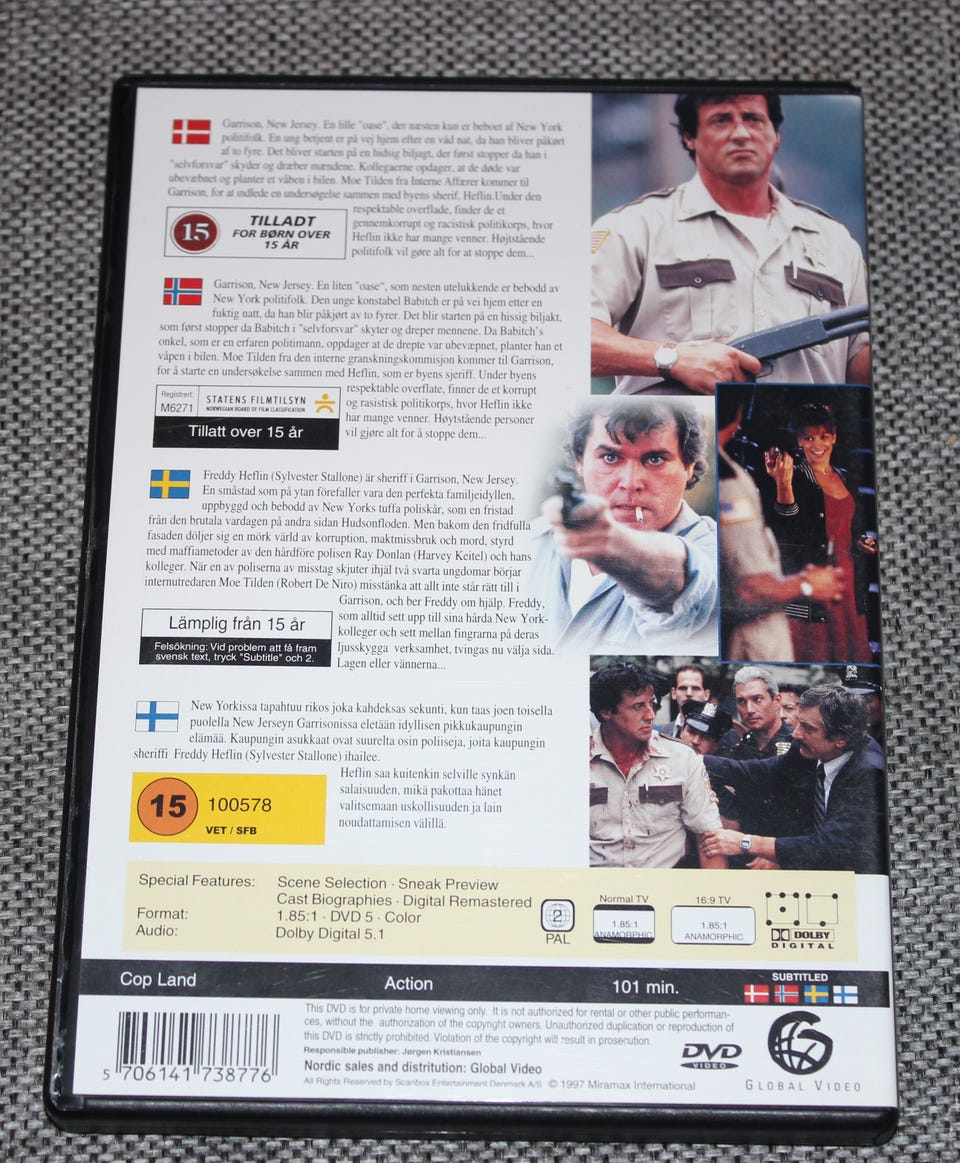 Garrison, New Jersey. En lille "oase", der næsten kun er beboet af New York
politifolk. En ung betjent er på vej hjem efter en våd nat, da han bliver påkørt
af to fyre. Det bliver starten på en hidsig biljagt, der først stopper da han i
"selvforsvar" skyder og dræber mændene. Kollegaerne opdager, at de døde var
ubevæbnet og planter et våben i bilen. Moe Tilden fra Interne Affærer kommer til
Garrison, for at indlede en undersøgelse sammen med byens sherif, Heflin.Under den
respektable overflade, finder de et
gennemkorrupt og racistisk politikorps, hvor
Heflin ikke har mange venner. Højtstående
politifolk vil gøre alt for at stoppe dem...
15
TILLADT
FOR BØRN OVER
15 ÅR
Garrison, New Jersey. En liten "oase", som nesten utelukkende er bebodd av
New York politifolk. Den unge konstabel Babitch er på vei hjem etter en
fuktig natt, da han blir påkjørt av to fyrer. Det blir starten på en hissig biljakt,
som først stopper da Babitch i "selvforsvar" skyter og dreper mennene. Da Babitch's
onkel, som er en erfaren politimann, oppdager at de drepte var ubevæpnet, planter han et
våpen i bilen. Moe Tilden fra den interne granskningskommisjon kommer til Garrison,
for å starte en undersøkelse sammen med Heflin, som er byens sjeriff. Under byens
respektable overflate, finner de et korrupt
og rasistisk politikorps, hvor Heflin ikke
har mange venner. Høytstående personer
vil gjøre alt for å stoppe dem...
Registrert:
M6271
STATENS FILMTILSYN
NORWEGIAN BOARD OF FILM CLASSIFICATION
Tillatt over 15 år
Freddy Heflin (Sylvester Stallone) är sheriff i Garrison, New Jersey.
En småstad som på ytan förefaller vara den perfekta familjeidyllen,
uppbyggd och bebodd av New Yorks tuffa poliskår, som en fristad
från den brutala vardagen på andra sidan Hudsonfloden. Men bakom den fridfulla
fasaden döljer sig en mörk värld av korruption, maktmissbruk och mord, styrd
med maffiametoder av den hårdföre polisen Ray Donlan (Harvey Keitel) och hans
kolleger. När en av poliserna av misstag skjuter ihjäl två svarta ungdomar börjar
internutredaren Moe Tilden (Robert De Niro) misstänka att allt inte står rätt till i
Garrison, och ber Freddy om hjälp. Freddy,
som alltid sett upp till sina hårda New York-
kolleger och sett mellan fingrarna på deras
ljusskygga verksamhet, tvingas nu välja sida.
Lagen eller vännerna...
Lämplig från 15 år
Felsökning: Vid problem att få fram
svensk text, tryck "Subtitle" och 2.
New Yorkissa tapahtuu rikos joka kahdeksas sekunti, kun taas joen toisella
puolella New Jerseyn Garrisonissa eletään idyllisen pikkukaupungin
elämää. Kaupungin asukkaat ovat suurelta osin poliiseja, joita kaupungin
sheriffi Freddy Heflin (Sylvester Stallone) ihailee.
Heflin saa kuitenkin selville synkän
salaisuuden, mikä pakottaa hänet
valitsemaan uskollisuuden ja lain
noudattamisen välillä.
15 100578
VET / SFB
Special Features: Scene Selection · Sneak Preview
Cast Biographies · Digital Remastered
Format: 1.85:1 · DVD 5 · Color
Audio: Dolby Digital 5.1
2
PAL
Normal TV
1.85:1
ANAMORPHIC
16:9 TV
1.85:1
ANAMORPHIC
DOLBY
DIGITAL
Cop Land Action 101 min. SUBTITLED
This DVD is for private home viewing only. It is not authorized for rental or other public performan-
ces, without the authorization of the copyright owners. Unauthorized duplication or reproduction of
this DVD is strictly prohibited. Violation of the copyright will result in prosecution.
Responsible publisher: Jørgen Kristiansen
Nordic sales and distritution: Global Video
All Rights Reserved by Scanbox Entertainment Denmark A/S © 1997 Miramax International
5 706141 738776
DVD
VIDEO
GLOBAL VIDEO